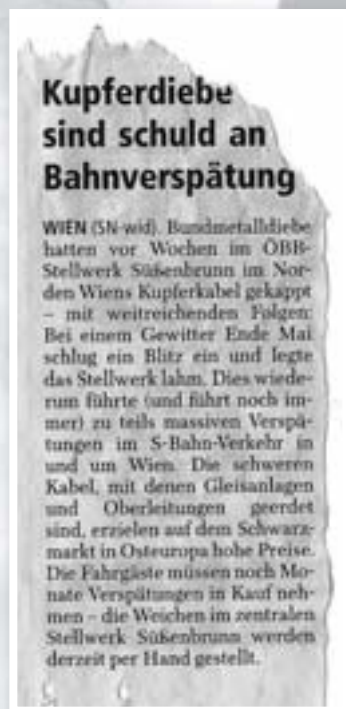 Kupferdiebe
sind schuld an
Bahnverspätung
WIEN (SN-wid). Bundmetalldiebe
hatten vor Wochen im ÖBB-
Stellwerk Süßenbrunn im Nor-
den Wiens Kupferkabel gekappt
– mit weitreichenden Folgen:
Bei einem Gewitter Ende Mai
schlug ein Blitz ein und legte
das Stellwerk lahm. Dies wiede-
rum führte (und führt noch im-
mer) zu teils massiven Verspä-
tungen im S-Bahn-Verkehr in
und um Wien. Die schweren
Kabel, mit denen Gleisanlagen
und Oberleitungen geerdet
sind, erzielen auf dem Schwarz-
markt in Osteuropa hohe Preise.
Die Fahrgäste müssen noch Mo-
nate Verspätungen in Kauf neh-
men – die Weichen im zentralen
Stellwerk Süßenbrunn werden
derzeit per Hand gestellt.